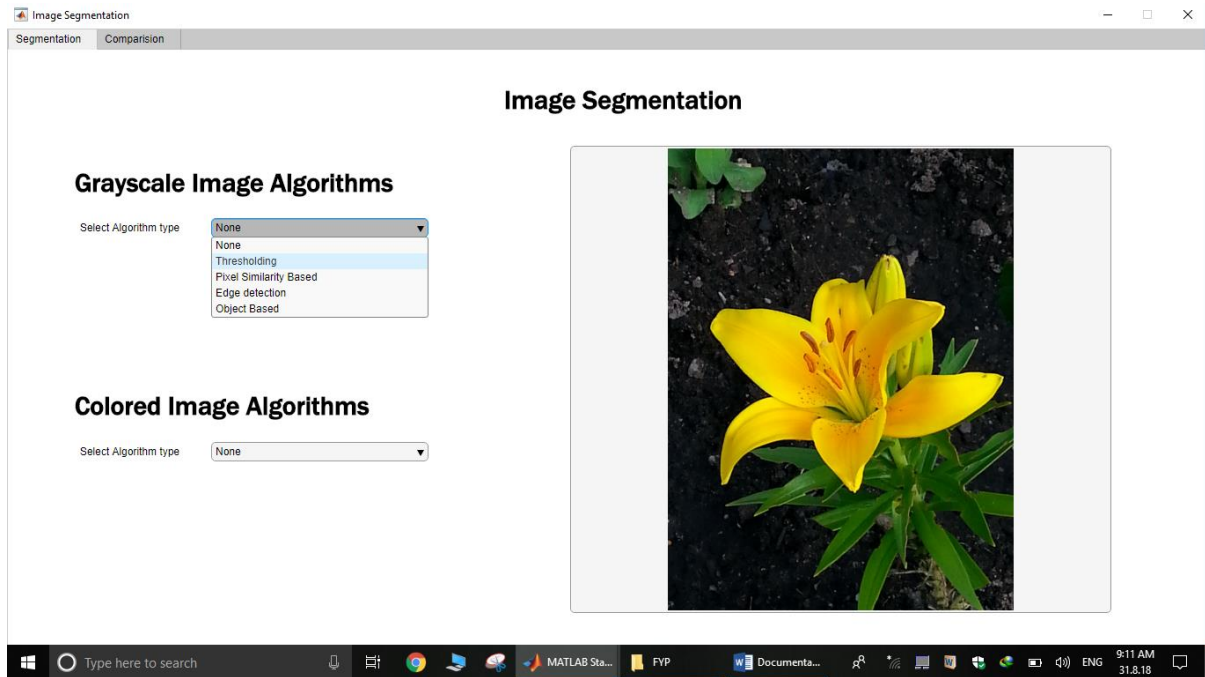 Image Segmentation
Segmentation Comparision
Image Segmentation
Grayscale Image Algorithms
Select Algorithm type None
None
Thresholding
Pixel Similarity Based
Edge detection
Object Based
Colored Image Algorithms
Select Algorithm type None
Type here to search MATLAB Sta... FYP Documenta... ENG 9:11 AM
31.8.18